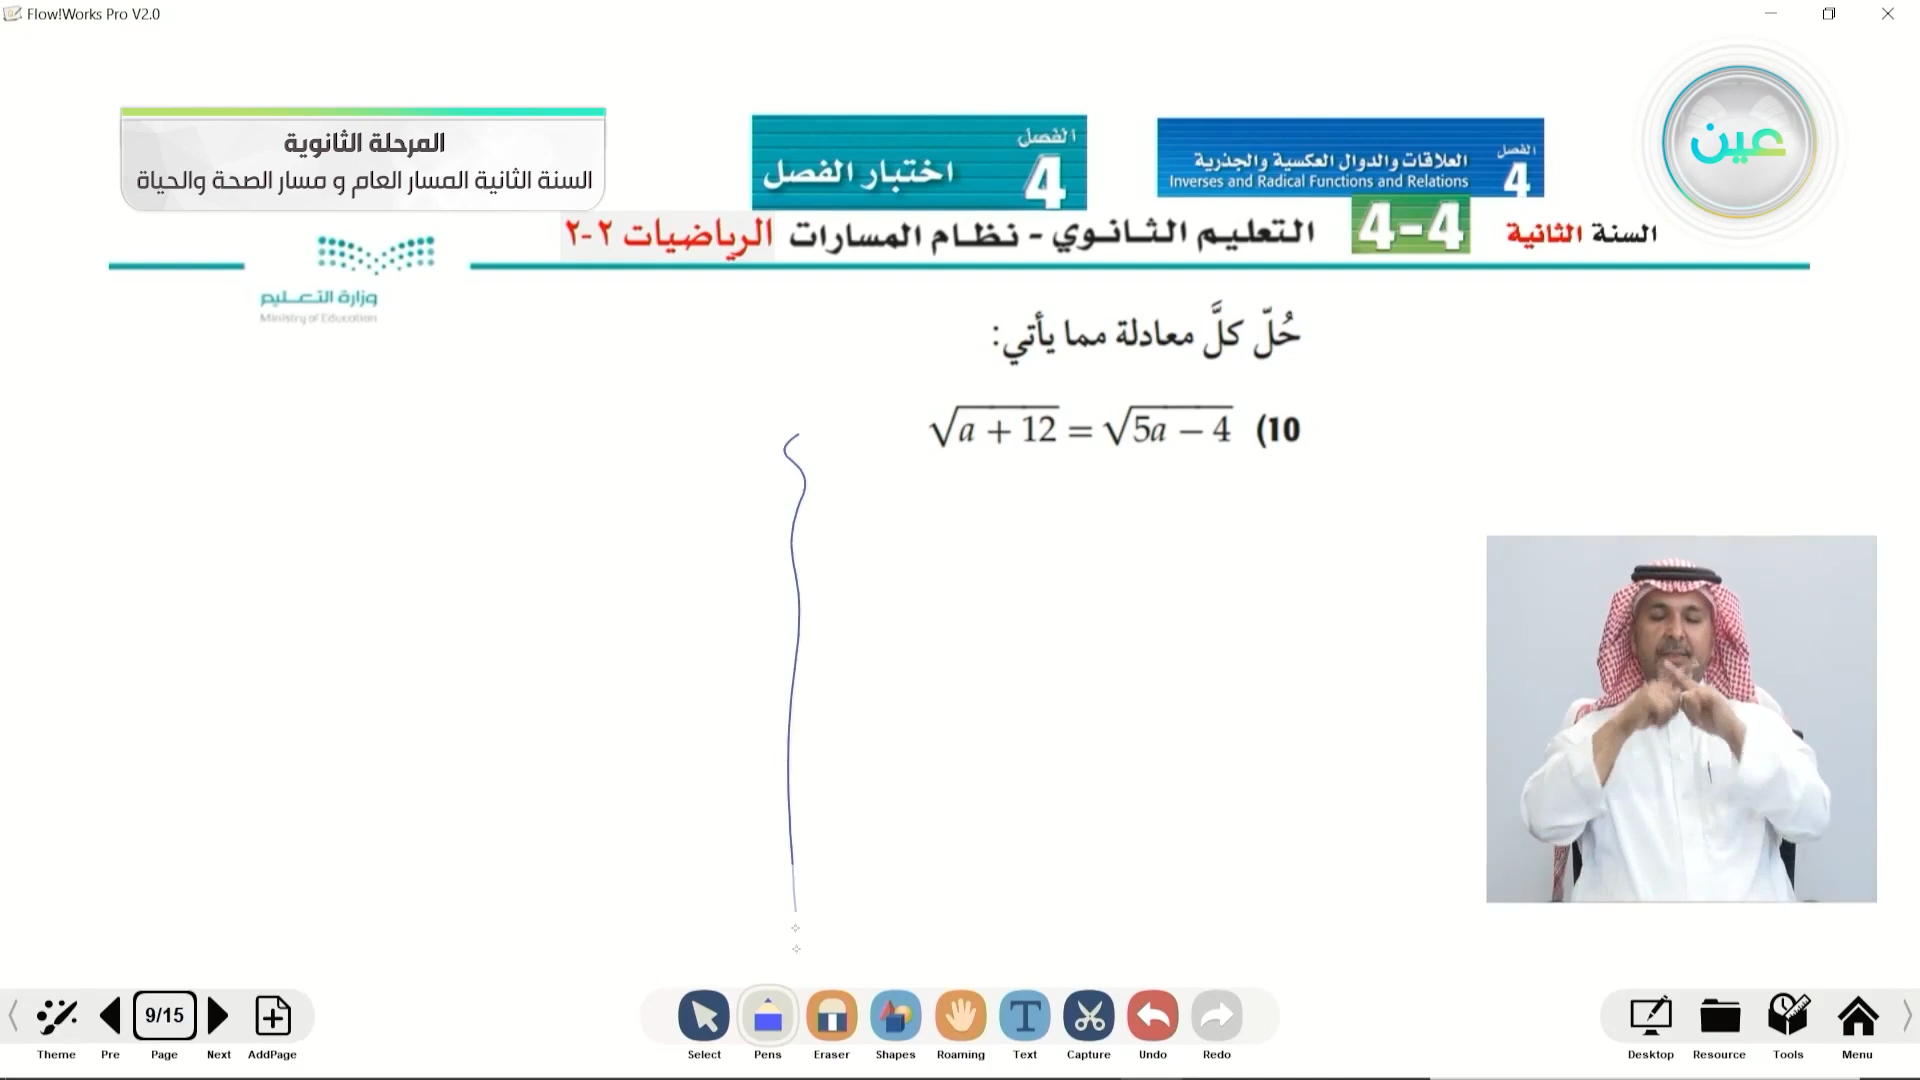 Flow!Works Pro V2.0
عين
الفصل
4
العلاقات والدوال العكسية والجذرية
Inverses and Radical Functions and Relations
الفصل
4
اختبار الفصل
المرحلة الثانوية
السنة الثانية المسار العام و مسار الصحة والحياة
السنة الثانية
4-4
التعليم الثانوي - نظام المسارات الرياضيات ٢-٢
وزارة التعليم
Ministry of Education
حُلّ كلَّ معادلة مما يأتي:
√a + 12 = √5a − 4 (10
9/15
Theme Pre Page Next AddPage
T
Select Pens Eraser Shapes Roaming Text Capture Undo Redo
Desktop Resource Tools Menu